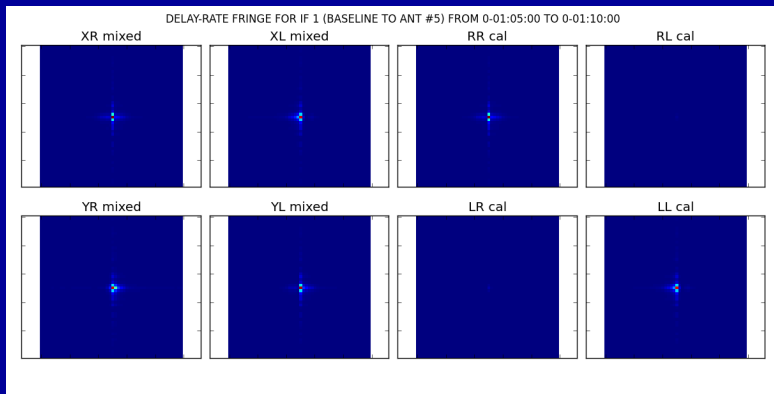 DELAY-RATE FRINGE FOR IF 1 (BASELINE TO ANT #5) FROM 0-01:05:00 TO 0-01:10:00
XR mixed XL mixed RR cal RL cal
YR mixed YL mixed LR cal LL cal